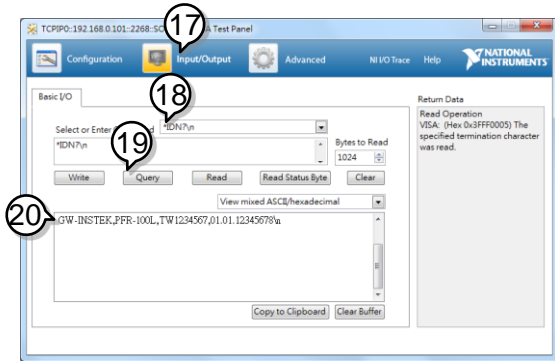 TCPIP0::192.168.0.101::2268::SO A Test Panel
17
Configuration Input/Output Advanced NI I/O Trace Help NATIONAL INSTRUMENTS
Basic I/O
18
Select or Enter d *IDN?\n
19
*IDN?\n
Bytes to Read
1024
Write Query Read Read Status Byte Clear
View mixed ASCII/hexadecimal
20
GW-INSTEK,PFR-100L,TW1234567,01.01.12345678\n
Copy to Clipboard Clear Buffer
Return Data
Read Operation
VISA: (Hex 0x3FFF0005) The
specified termination character
was read.